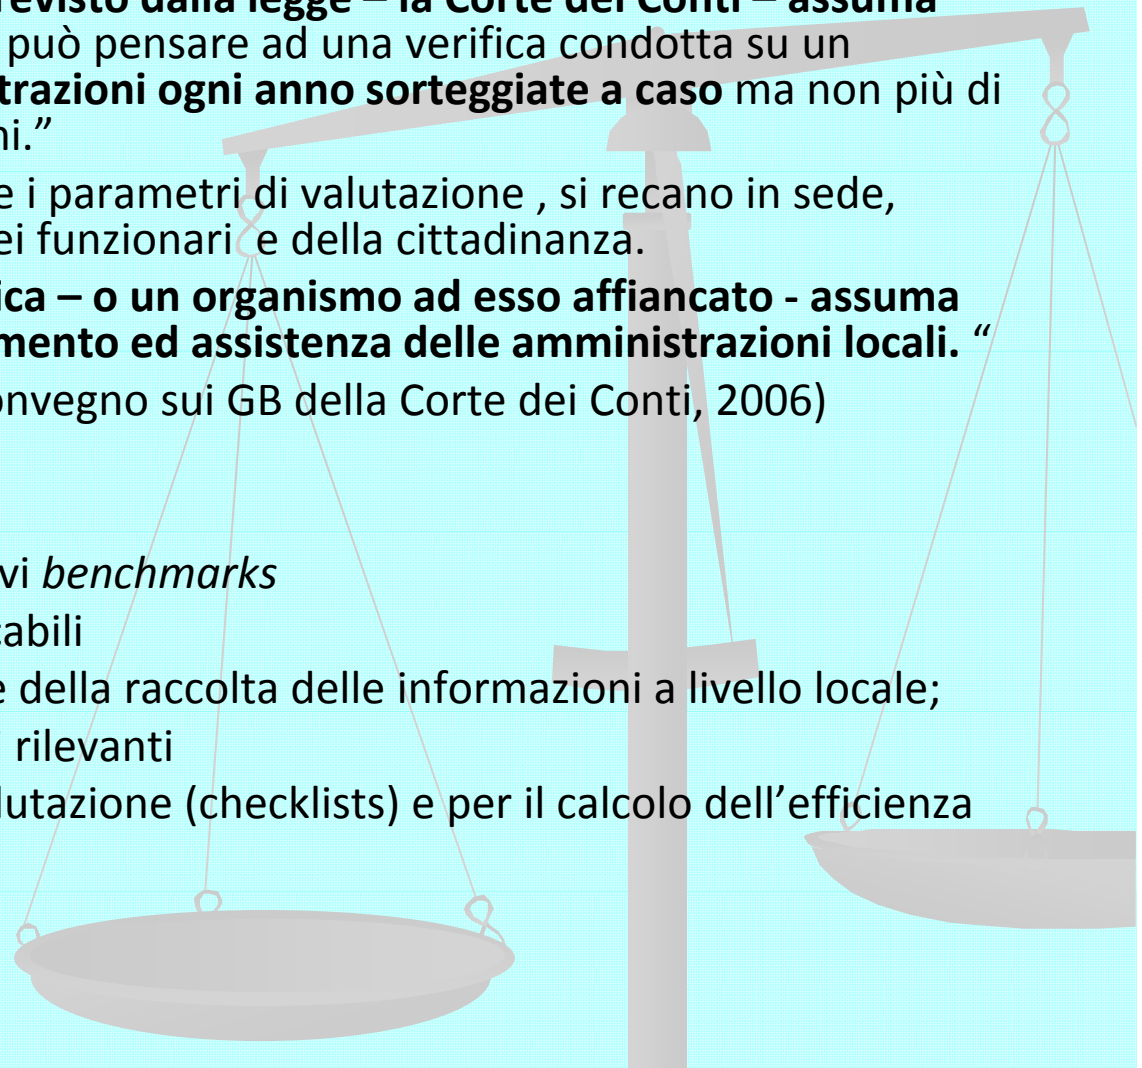 revisto dalla legge – la Corte dei Conti – assuma
può pensare ad una verifica condotta su un
trazioni ogni anno sorteggiate a caso ma non più di
ni.”
e i parametri di valutazione , si recano in sede,
ei funzionari e della cittadinanza.
ica – o un organismo ad esso affiancato - assuma
mento ed assistenza delle amministrazioni locali. “
onvegno sui GB della Corte dei Conti, 2006)
vi benchmarks
cabili
e della raccolta delle informazioni a livello locale;
i rilevanti
lutazione (checklists) e per il calcolo dell’efficienza